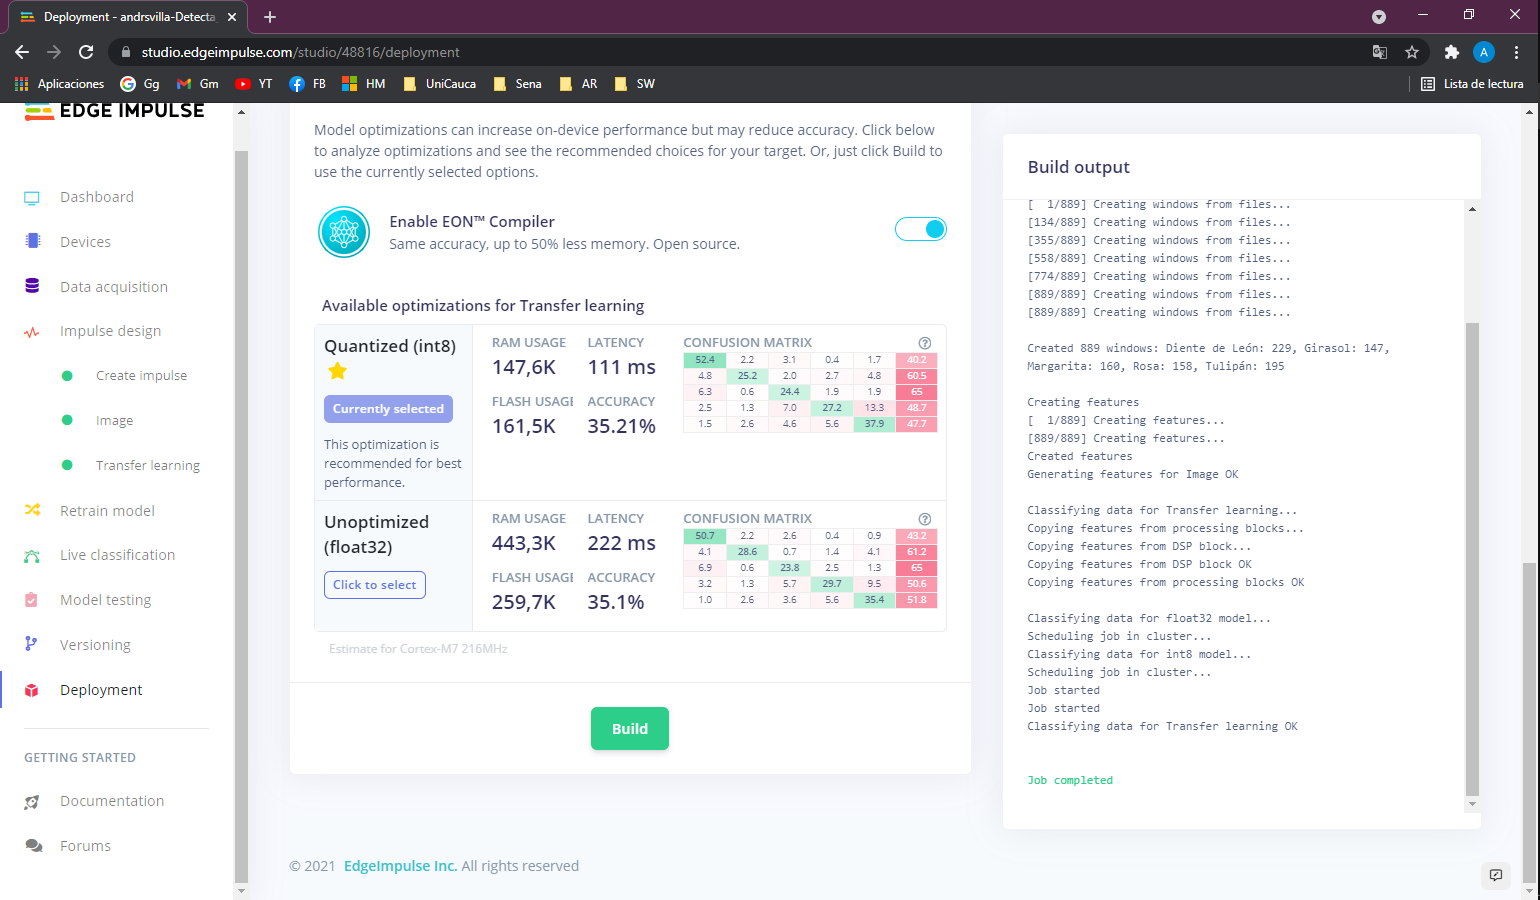 Deployment - andrsvilla-Detecta
studio.edgeimpulse.com/studio/48816/deployment
A
Aplicaciones Gg Gm YT FB HM UniCauca Sena AR SW Lista de lectura
EDGE IMPULSE
Dashboard
Devices
Data acquisition
Impulse design
Create impulse
Image
Transfer learning
Retrain model
Live classification
Model testing
Versioning
Deployment
GETTING STARTED
Documentation
Forums
Model optimizations can increase on-device performance but may reduce accuracy. Click below
to analyze optimizations and see the recommended choices for your target. Or, just click Build to
use the currently selected options.
Enable EON™ Compiler
Same accuracy, up to 50% less memory. Open source.
Available optimizations for Transfer learning
Quantized (int8)
Currently selected
This optimization is
recommended for best
performance.
RAM USAGE LATENCY
147,6K 111 ms
FLASH USAGE ACCURACY
161,5K 35.21%
CONFUSION MATRIX
52.4 2.2 3.1 0.4 1.7 40.2
4.8 25.2 2.0 2.7 4.8 60.5
6.3 0.6 24.4 1.9 1.9 65
2.5 1.3 7.0 27.2 13.3 48.7
1.5 2.6 4.6 5.6 37.9 47.7
Unoptimized
(float32)
Click to select
RAM USAGE LATENCY
443,3K 222 ms
FLASH USAGE ACCURACY
259,7K 35.1%
CONFUSION MATRIX
50.7 2.2 2.6 0.4 0.9 43.2
4.1 28.6 0.7 1.4 4.1 61.2
6.9 0.6 23.8 2.5 1.3 65
3.2 1.3 5.7 29.7 9.5 50.6
1.0 2.6 3.6 5.6 35.4 51.8
Estimate for Cortex-M7 216MHz
Build
© 2021 EdgeImpulse Inc. All rights reserved
Build output
[  1/889] Creating windows from files...
[134/889] Creating windows from files...
[355/889] Creating windows from files...
[558/889] Creating windows from files...
[774/889] Creating windows from files...
[889/889] Creating windows from files...
[889/889] Creating windows from files...
Created 889 windows: Diente de León: 229, Girasol: 147,
Margarita: 160, Rosa: 158, Tulipán: 195
Creating features
[  1/889] Creating features...
[889/889] Creating features...
Created features
Generating features for Image OK
Classifying data for Transfer learning...
Copying features from processing blocks...
Copying features from DSP block...
Copying features from DSP block OK
Copying features from processing blocks OK
Classifying data for float32 model...
Scheduling job in cluster...
Classifying data for int8 model...
Scheduling job in cluster...
Job started
Job started
Classifying data for Transfer learning OK
Job completed